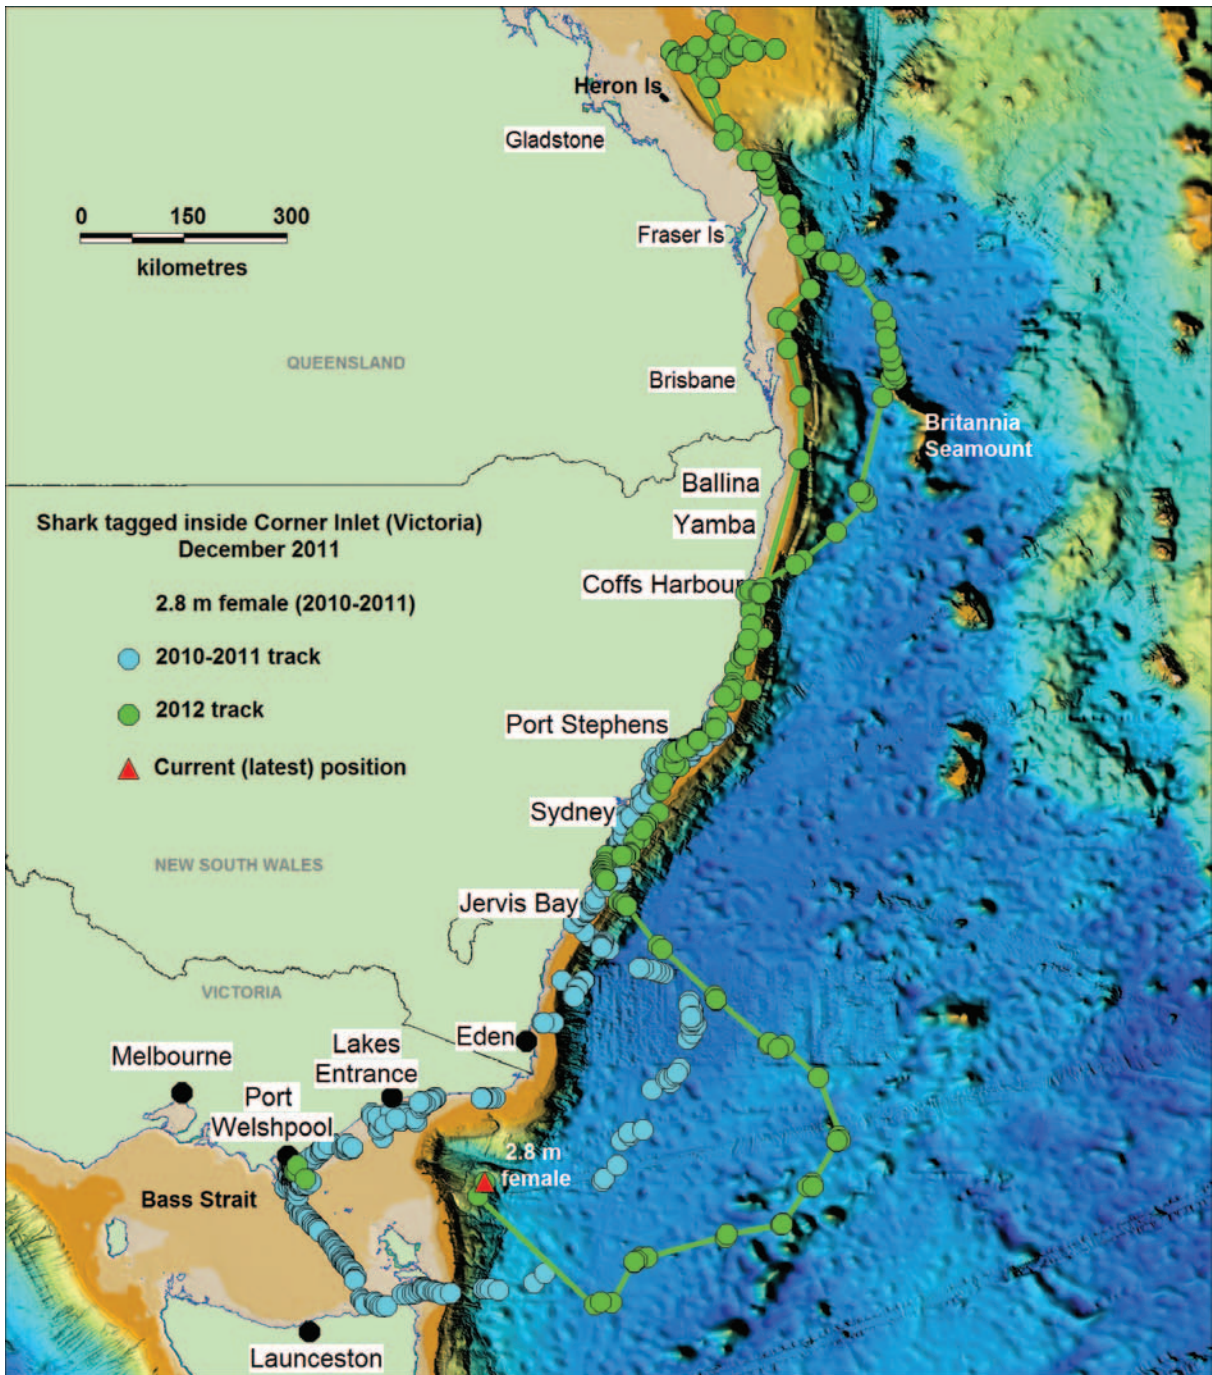 Heron Is
Gladstone
0 150 300
kilometres
Fraser Is
QUEENSLAND
Brisbane
Britannia
Seamount
Ballina
Yamba
Shark tagged inside Corner Inlet (Victoria)
December 2011
Coffs Harbour
2.8 m female (2010-2011)
2010-2011 track
2012 track
Port Stephens
Current (latest) position
Sydney
NEW SOUTH WALES
Jervis Bay
VICTORIA
Eden
Lakes
Entrance
Melbourne
Port
Welshpool
2.8 m
female
Bass Strait
Launceston